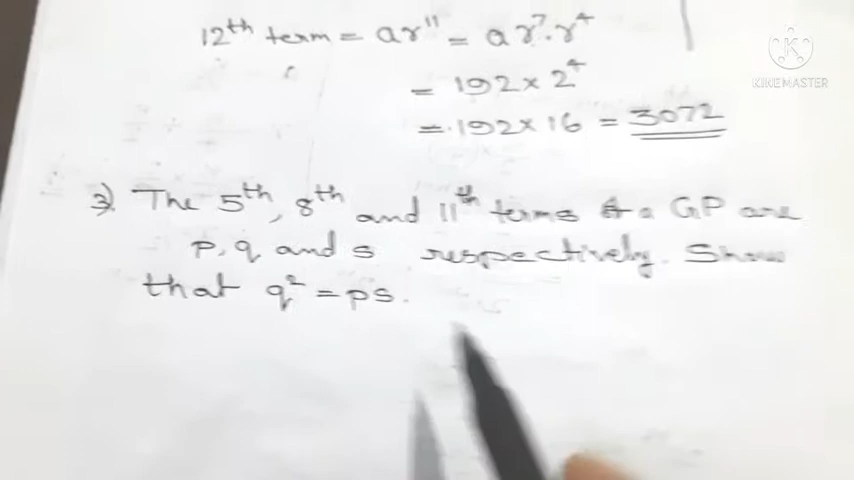 12th term = ar¹¹ = ar⁷.r⁴
= 192 × 2⁴
= 192 × 16 = 3072
3) The 5th, 8th and 11th terms of a GP are
p, q and s respectively. Show
that q² = ps.
KINEMASTER